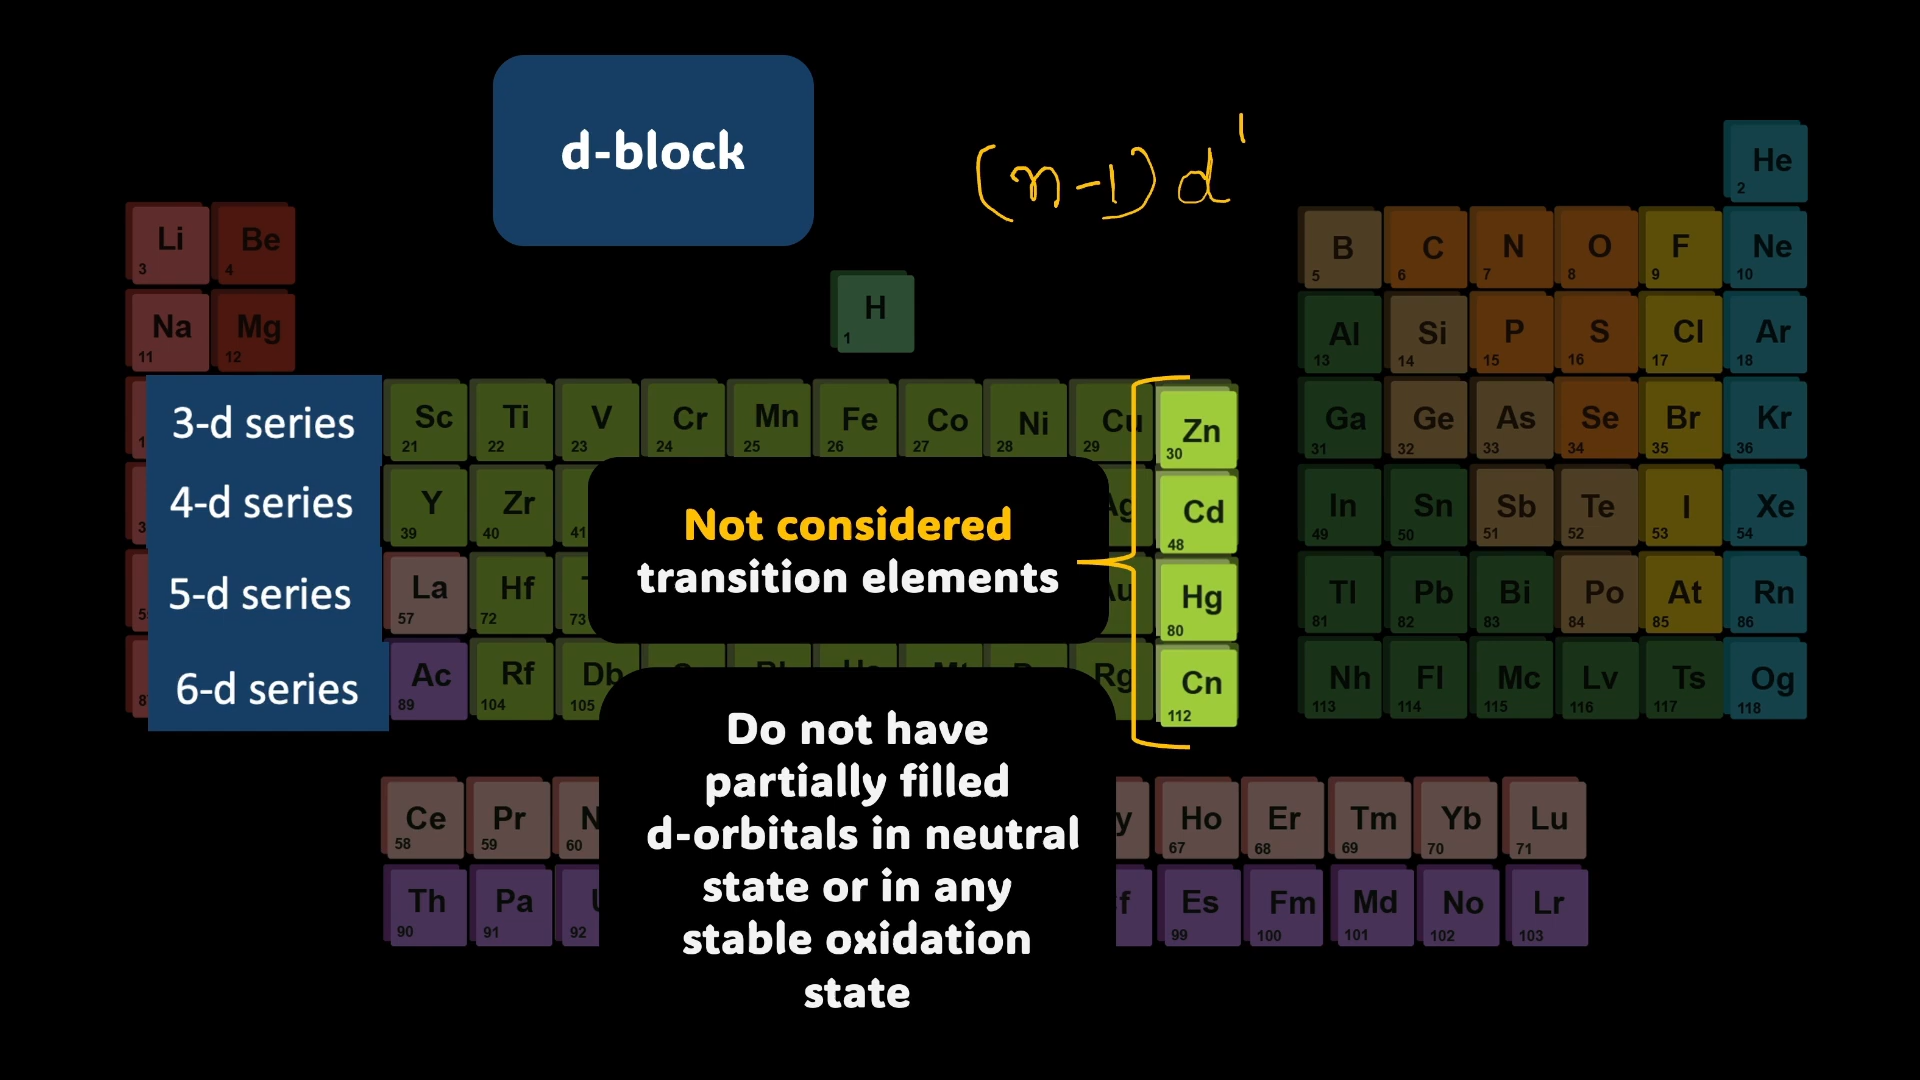 d-block
(n-1)d¹
He
2
Li Be B C N O F Ne
3 4 5 6 7 8 9 10
H
1
Na Mg Al Si P S Cl Ar
11 12 13 14 15 16 17 18
3-d series Sc Ti V Cr Mn Fe Co Ni Cu Zn Ga Ge As Se Br Kr
21 22 23 24 25 26 27 28 29 30 31 32 33 34 35 36
4-d series Y Zr Ag Cd In Sn Sb Te I Xe
39 40 41 48 49 50 51 52 53 54
Not considered
transition elements
5-d series La Hf Au Hg Tl Pb Bi Po At Rn
57 72 73 80 81 82 83 84 85 86
6-d series Ac Rf Db Rg Cn Nh Fl Mc Lv Ts Og
89 104 105 112 113 114 115 116 117 118
Do not have
partially filled
d-orbitals in neutral
state or in any
stable oxidation
state
Ce Pr N y Ho Er Tm Yb Lu
58 59 60 67 68 69 70 71
Th Pa f Es Fm Md No Lr
90 91 92 99 100 101 102 103